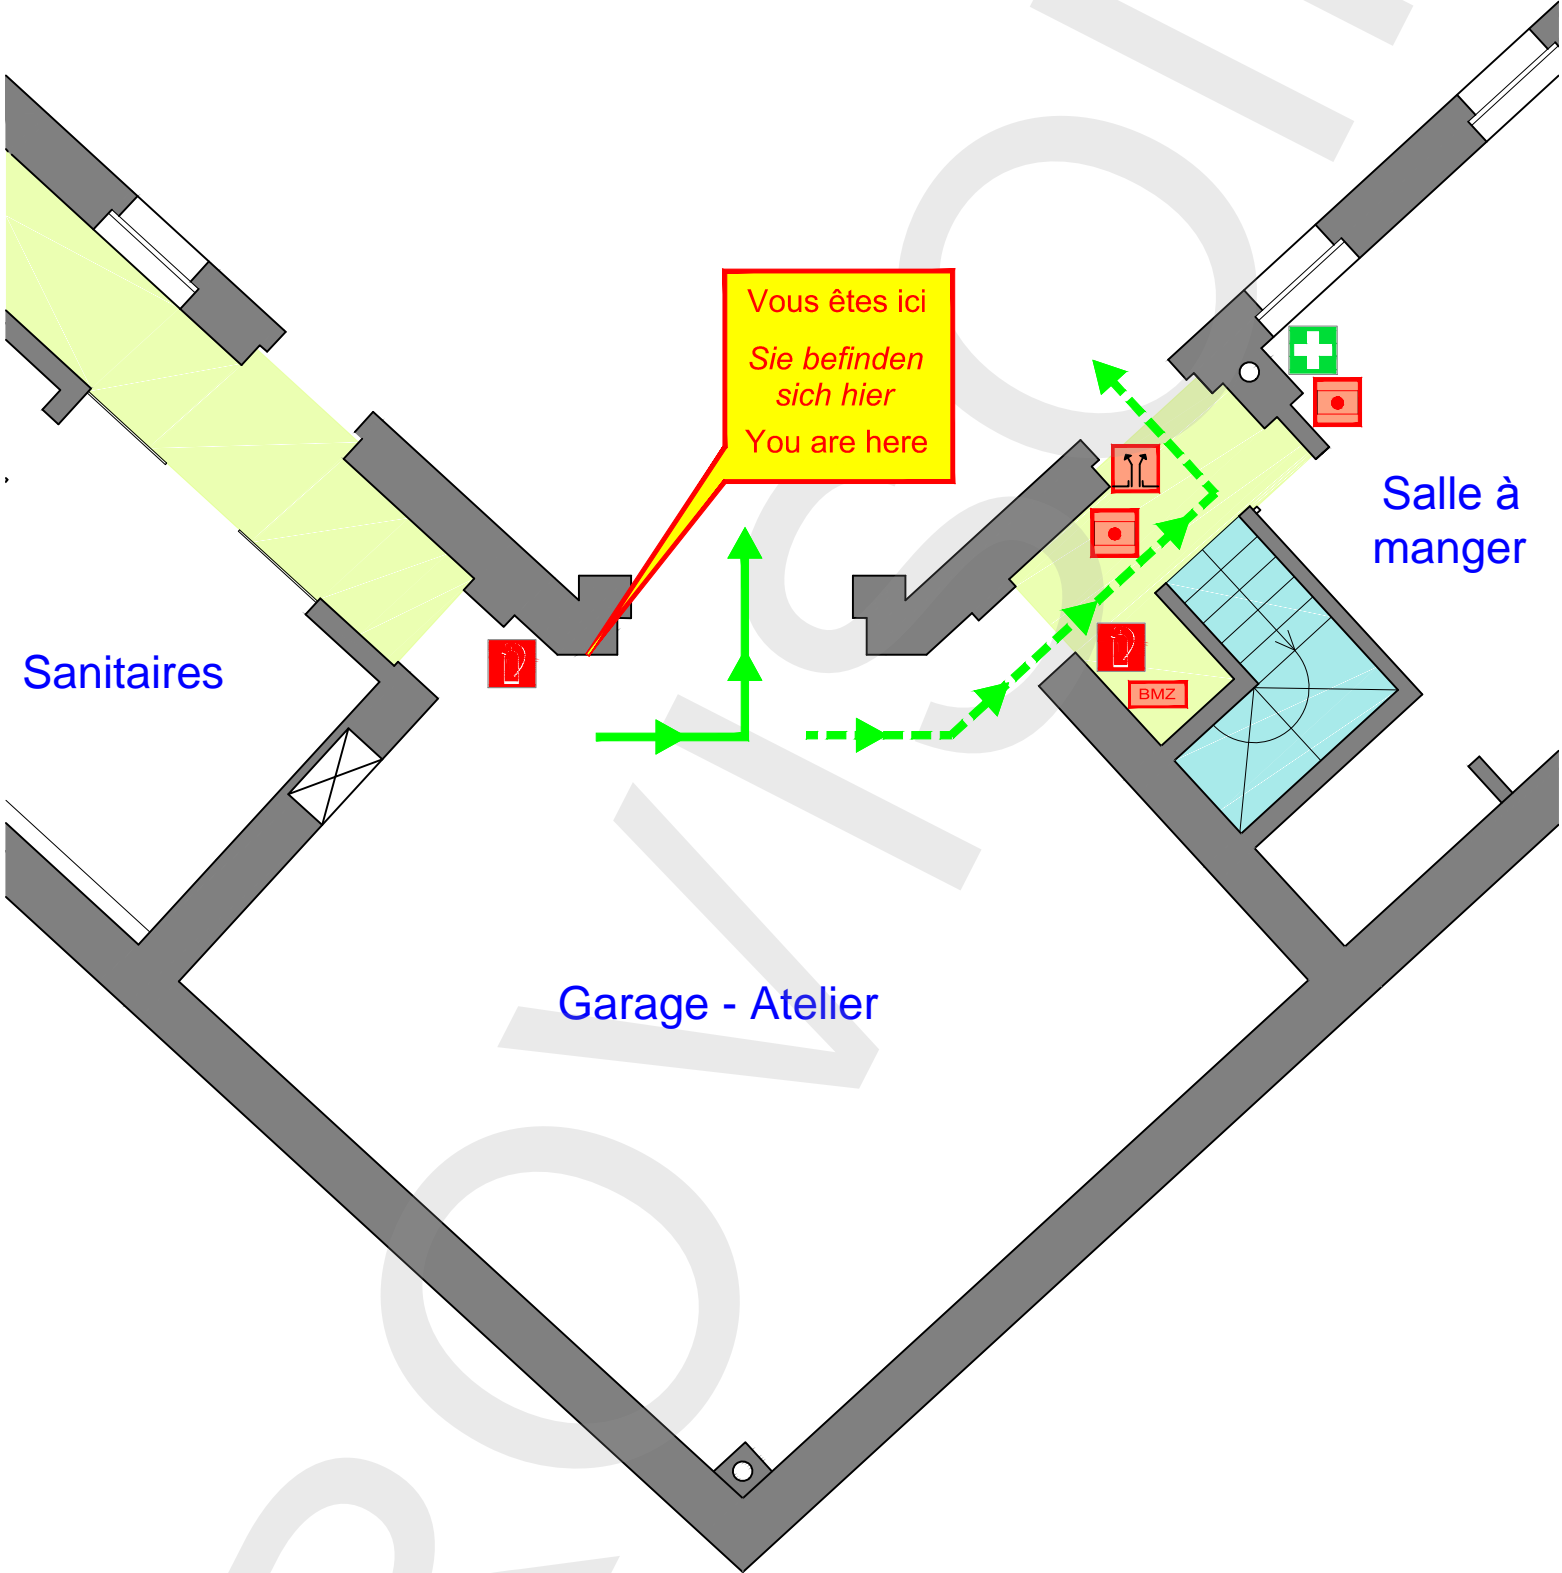 Vous êtes ici
Sie befinden
sich hier
You are here
Salle à
manger
Sanitaires
BMZ
Garage - Atelier